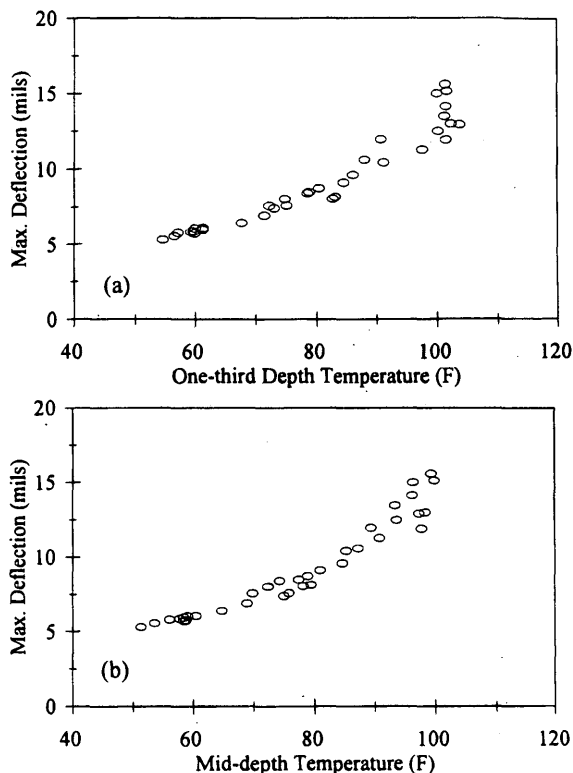 20
15
10
5
0
Max. Deflection (mils)
(a)
40 60 80 100 120
One-third Depth Temperature (F)
20
15
10
5
0
Max. Deflection (mils)
(b)
40 60 80 100 120
Mid-depth Temperature (F)